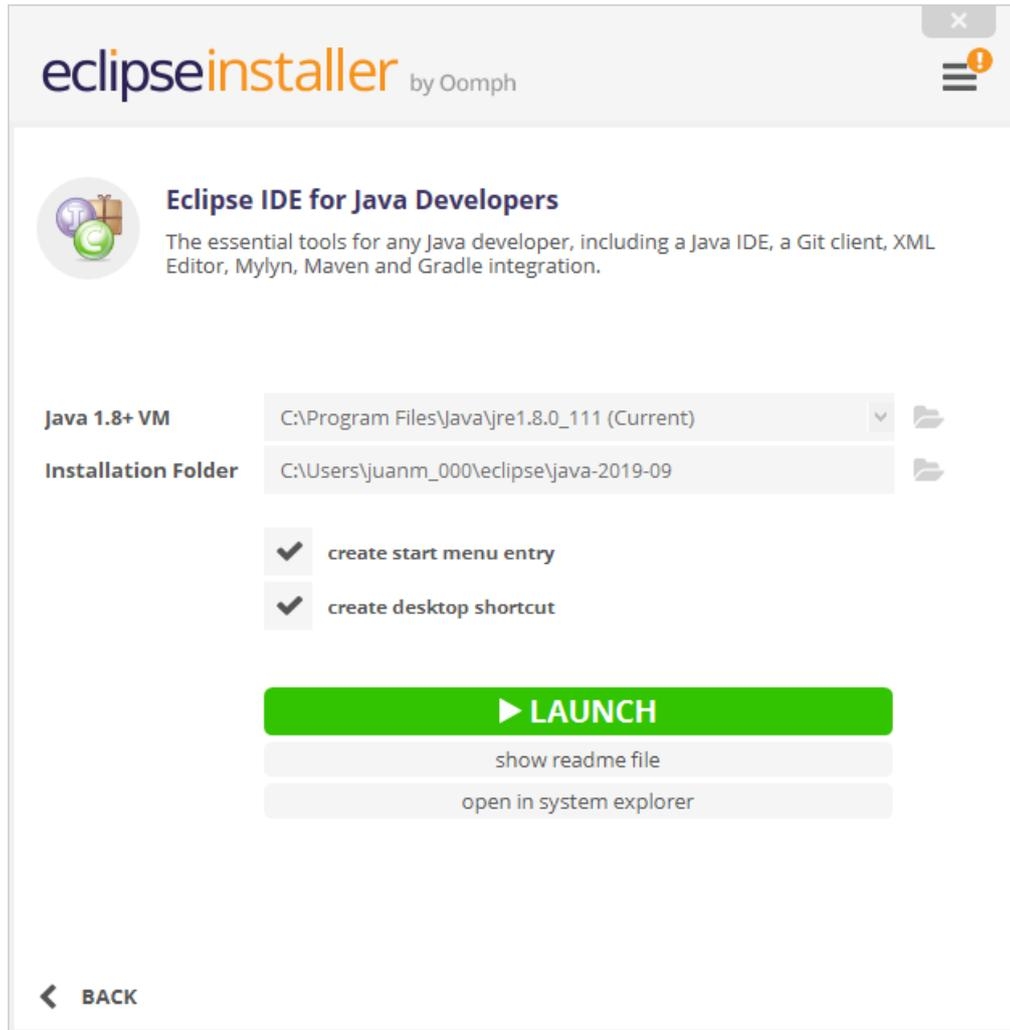 eclipseinstaller by Oomph
Eclipse IDE for Java Developers
The essential tools for any Java developer, including a Java IDE, a Git client, XML
Editor, Mylyn, Maven and Gradle integration.
Java 1.8+ VM
C:\Program Files\Java\jre1.8.0_111 (Current)
Installation Folder
C:\Users\juanm_000\eclipse\java-2019-09
create start menu entry
create desktop shortcut
LAUNCH
show readme file
open in system explorer
BACK